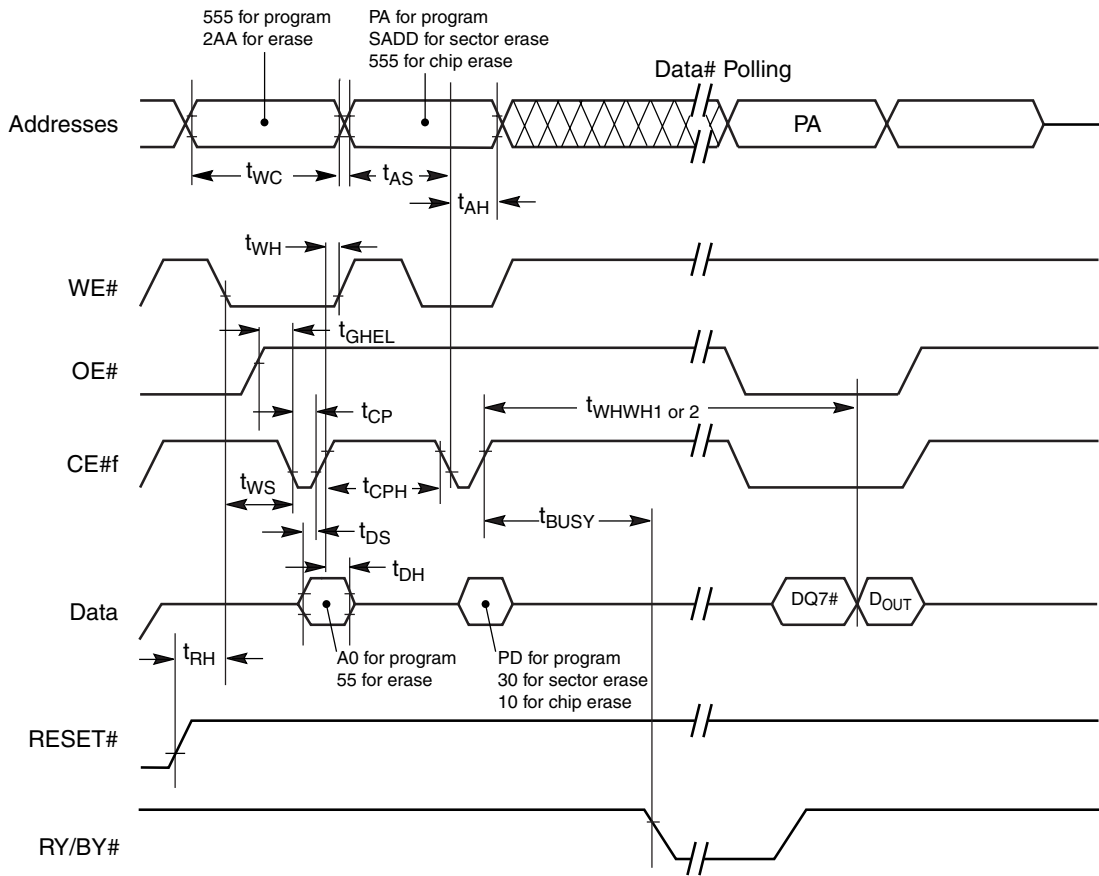 555 for program
2AA for erase
PA for program
SADD for sector erase
555 for chip erase
Data# Polling
Addresses
PA
tWC
tAS
tAH
tWH
WE#
tGHEL
OE#
tCP
tWHWH1 or 2
CE#f
tWS
tCPH
tBUSY
tDS
tDH
Data
DQ7#
DOUT
tRH
A0 for program
55 for erase
PD for program
30 for sector erase
10 for chip erase
RESET#
RY/BY#